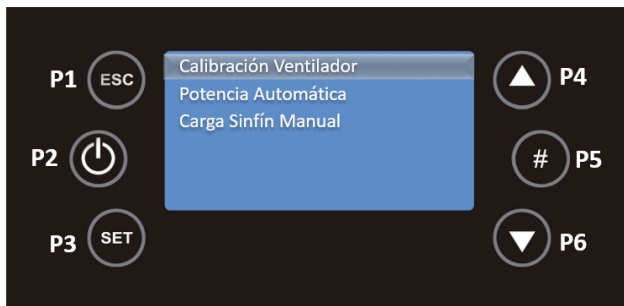 P1 ESC
Calibración Ventilador
Potencia Automática
Carga Sinfín Manual
P4
P2
# P5
P3 SET
P6